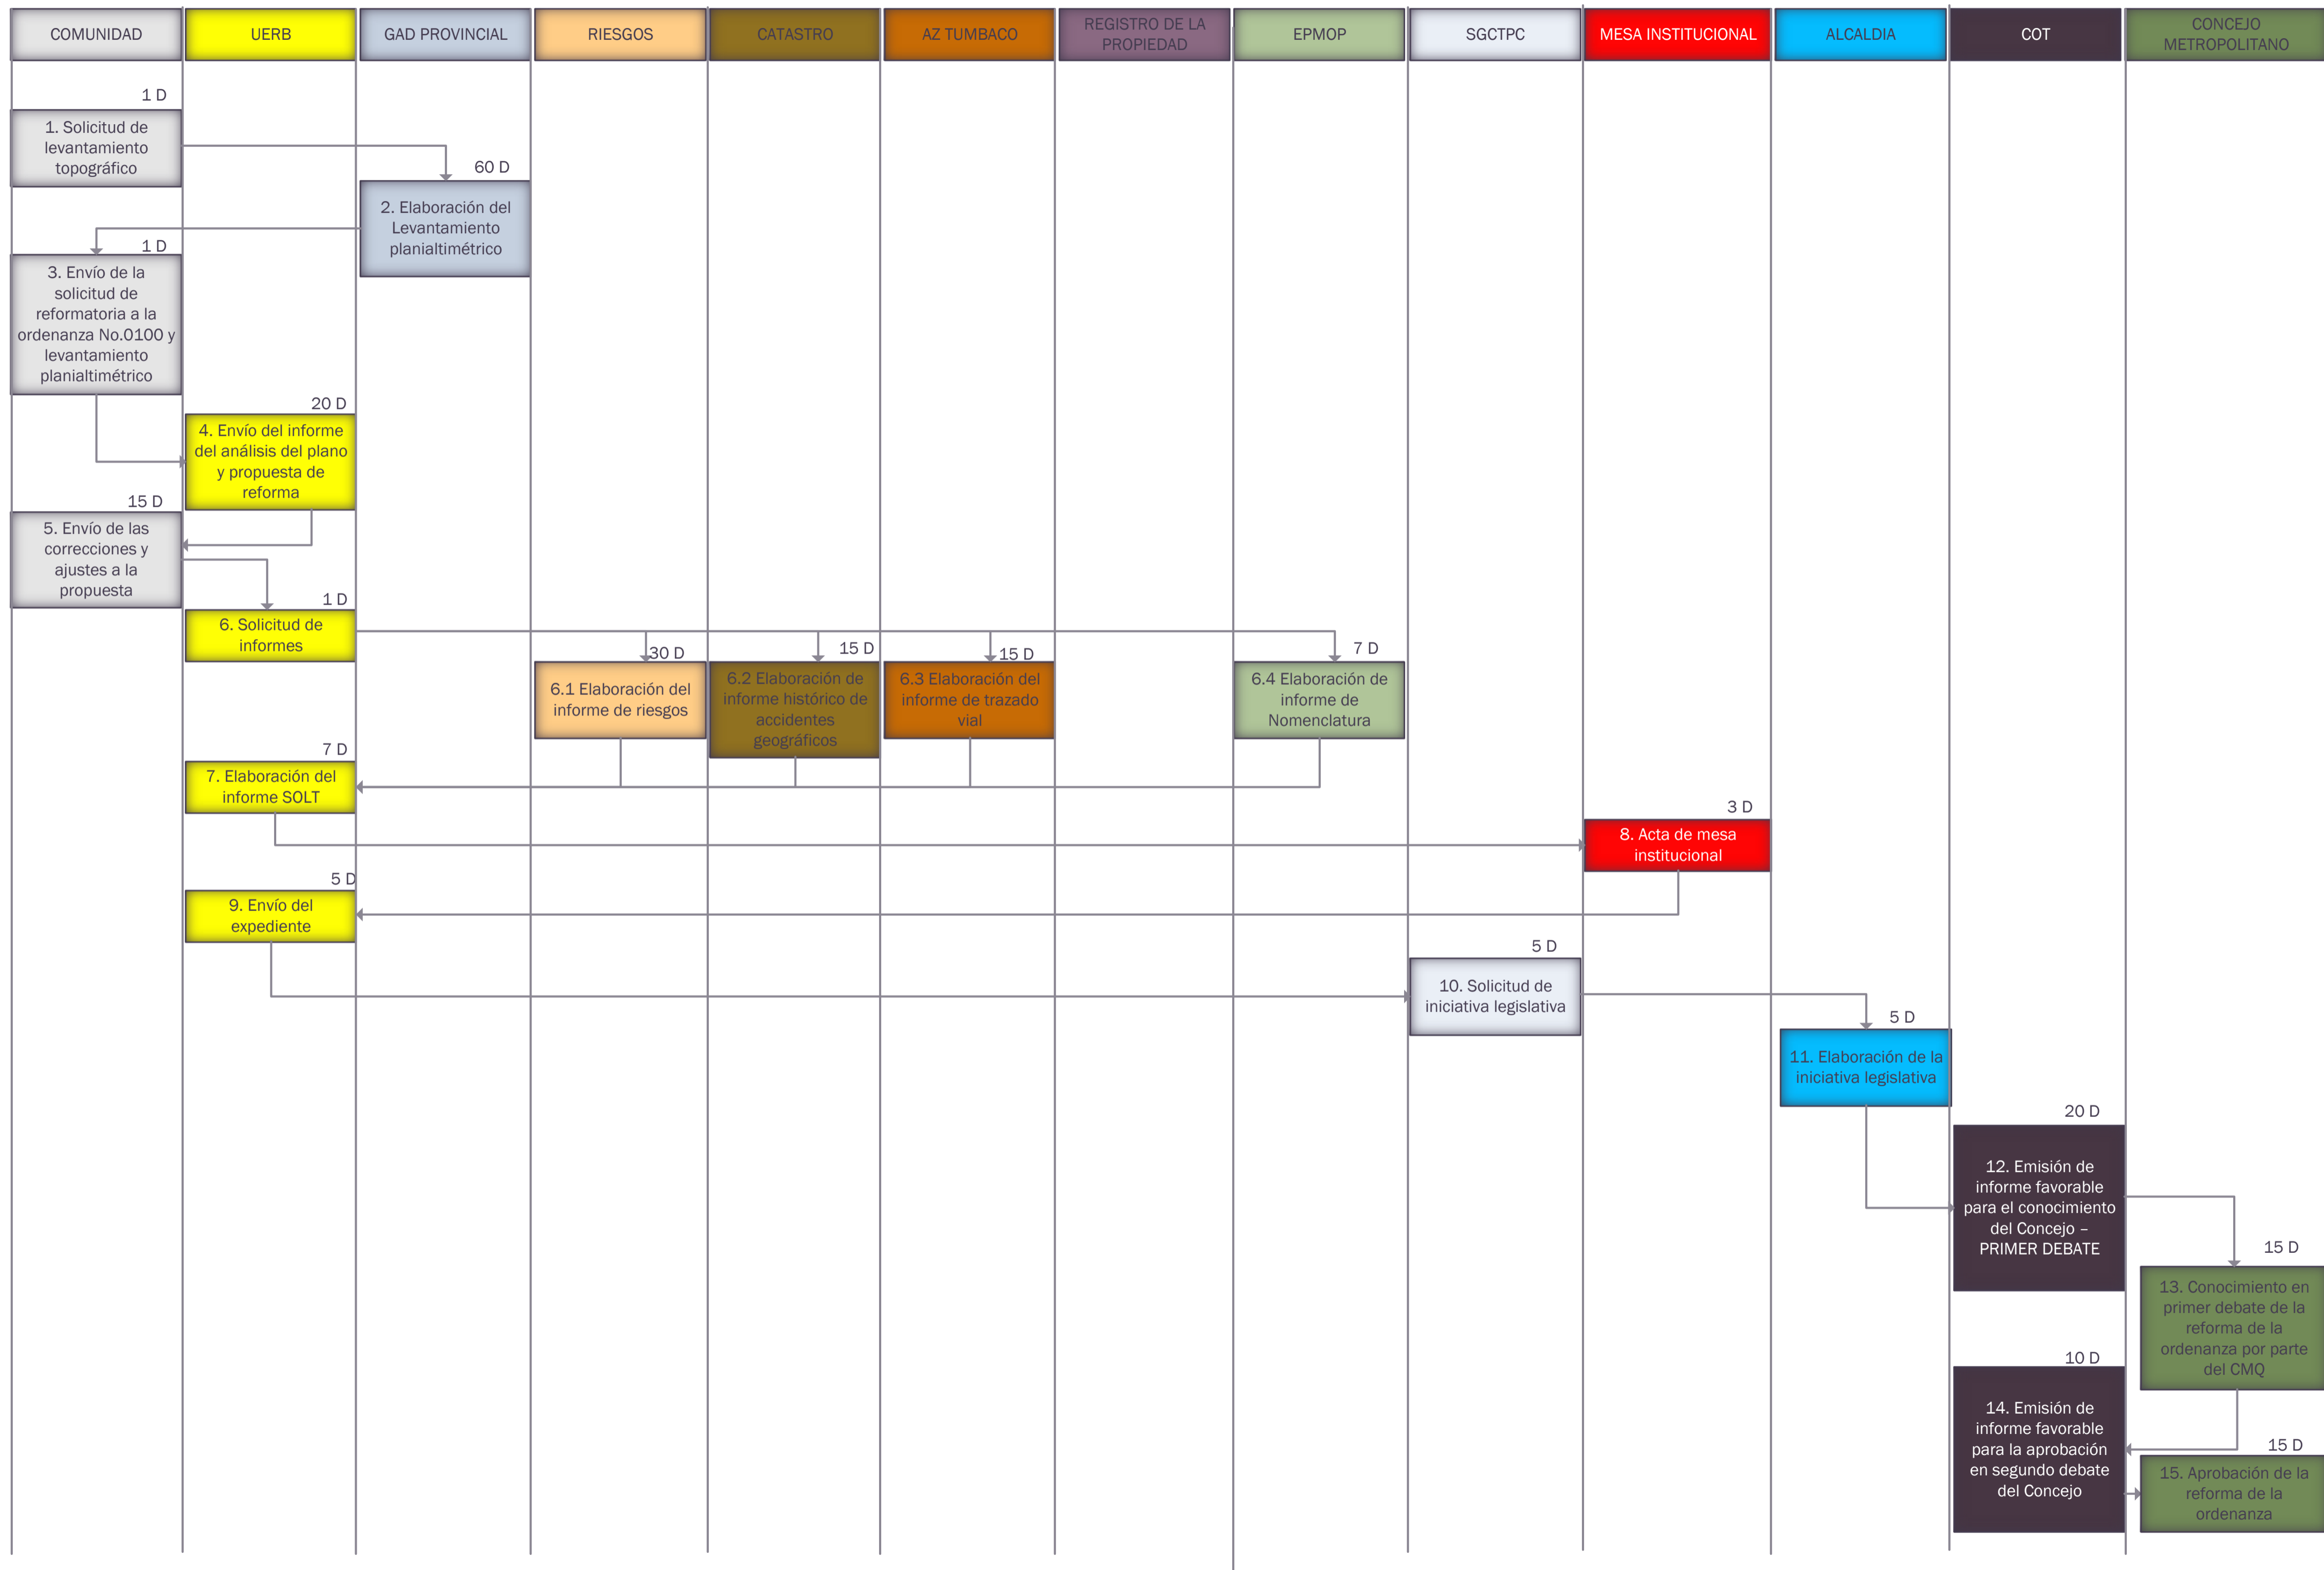 COMUNIDAD
UERB
GAD PROVINCIAL
RIESGOS
CATASTRO
AZ TUMBACO
REGISTRO DE LA
PROPIEDAD
EPMOP
SGCTPC
MESA INSTITUCIONAL
ALCALDIA
COT
CONCEJO
METROPOLITANO
1 D
1. Solicitud de
levantamiento
topográfico
60 D
2. Elaboración del
Levantamiento
planialtimétrico
1 D
3. Envío de la
solicitud de
reformatoria a la
ordenanza No.0100 y
levantamiento
planialtimétrico
20 D
4. Envío del informe
del análisis del plano
y propuesta de
reforma
15 D
5. Envío de las
correcciones y
ajustes a la
propuesta
1 D
6. Solicitud de
informes
30 D
6.1 Elaboración del
informe de riesgos
15 D
6.2 Elaboración de
informe histórico de
accidentes
geográficos
15 D
6.3 Elaboración del
informe de trazado
vial
7 D
6.4 Elaboración de
informe de
Nomenclatura
7 D
7. Elaboración del
informe SOLT
3 D
8. Acta de mesa
institucional
5 D
9. Envío del
expediente
5 D
10. Solicitud de
iniciativa legislativa
5 D
11. Elaboración de la
iniciativa legislativa
20 D
12. Emisión de
informe favorable
para el conocimiento
del Concejo –
PRIMER DEBATE
15 D
13. Conocimiento en
primer debate de la
reforma de la
ordenanza por parte
del CMQ
10 D
14. Emisión de
informe favorable
para la aprobación
en segundo debate
del Concejo
15 D
15. Aprobación de la
reforma de la
ordenanza